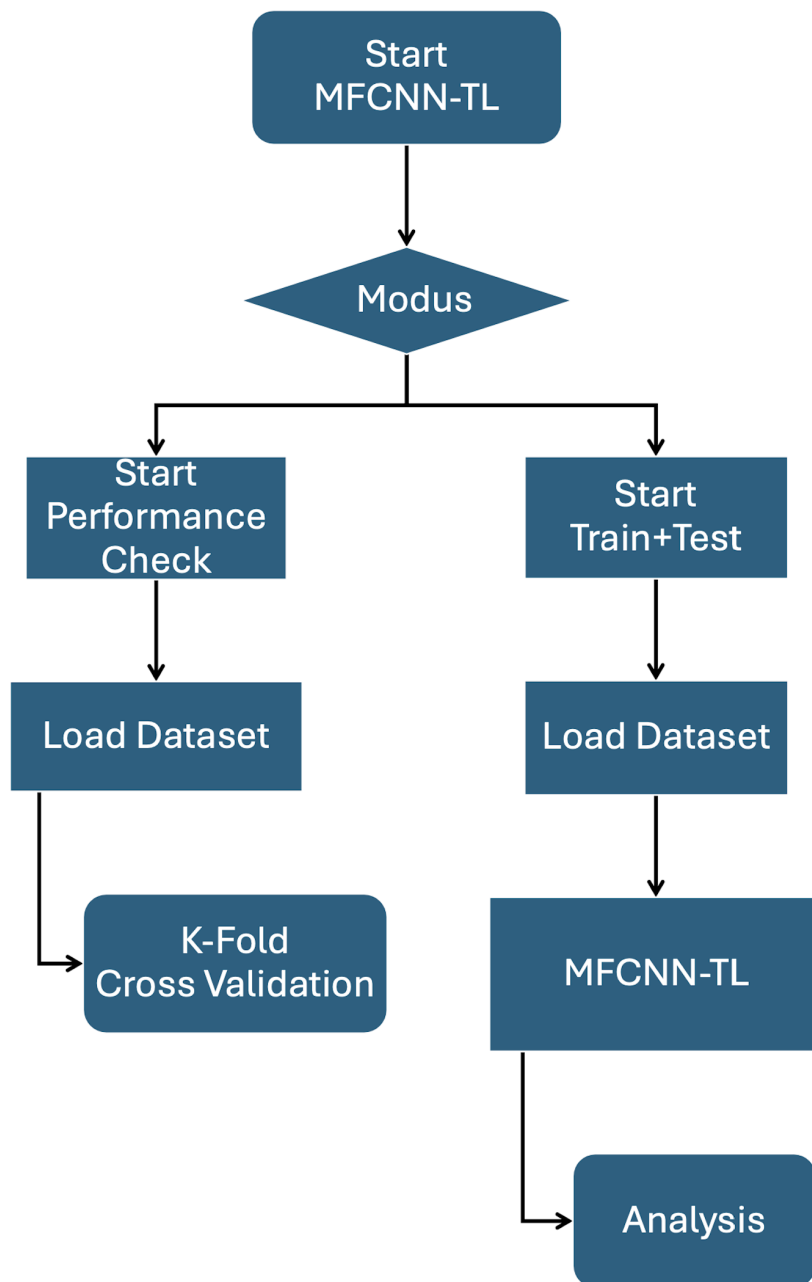 Start
MFCNN-TL
Modus
Start
Performance
Check
Start
Train+Test
Load Dataset
Load Dataset
K-Fold
Cross Validation
MFCNN-TL
Analysis